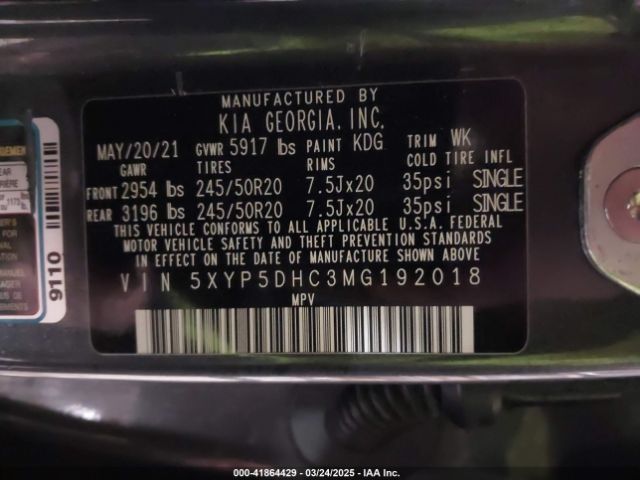 MANUFACTURED BY
KIA GEORGIA, INC.
MAY/20/21 GVWR 5917 lbs PAINT KDG TRIM WK
GAWR TIRES RIMS COLD TIRE INFL
FRONT 2954 lbs 245/50R20 7.5Jx20 35psi SINGLE
REAR 3196 lbs 245/50R20 7.5Jx20 35psi SINGLE
THIS VEHICLE CONFORMS TO ALL APPLICABLE U.S.A. FEDERAL
MOTOR VEHICLE SAFETY AND THEFT PREVENTION STANDARDS
IN EFFECT ON THE DATE OF MANUFACTURE SHOWN ABOVE.
VIN 5XYP5DHC3MG192018
MPV
9110
000-41864429 - 03/24/2025 - IAA Inc.